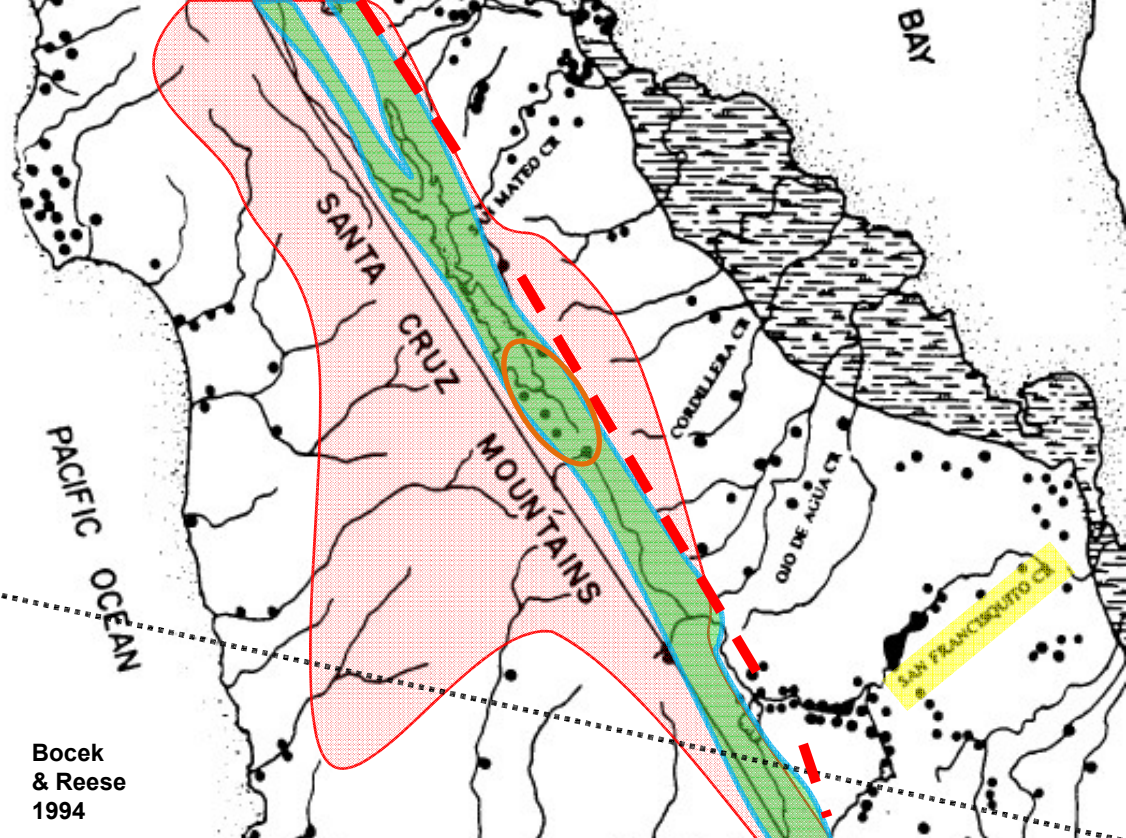 BAY
MATEO CR
SANTA
CRUZ
CORDILLERA CR
MOUNTAINS
PACIFIC
OCEAN
OJO DE AGUA CR
SAN FRANCISQUITO CR
Bocek
& Reese
1994